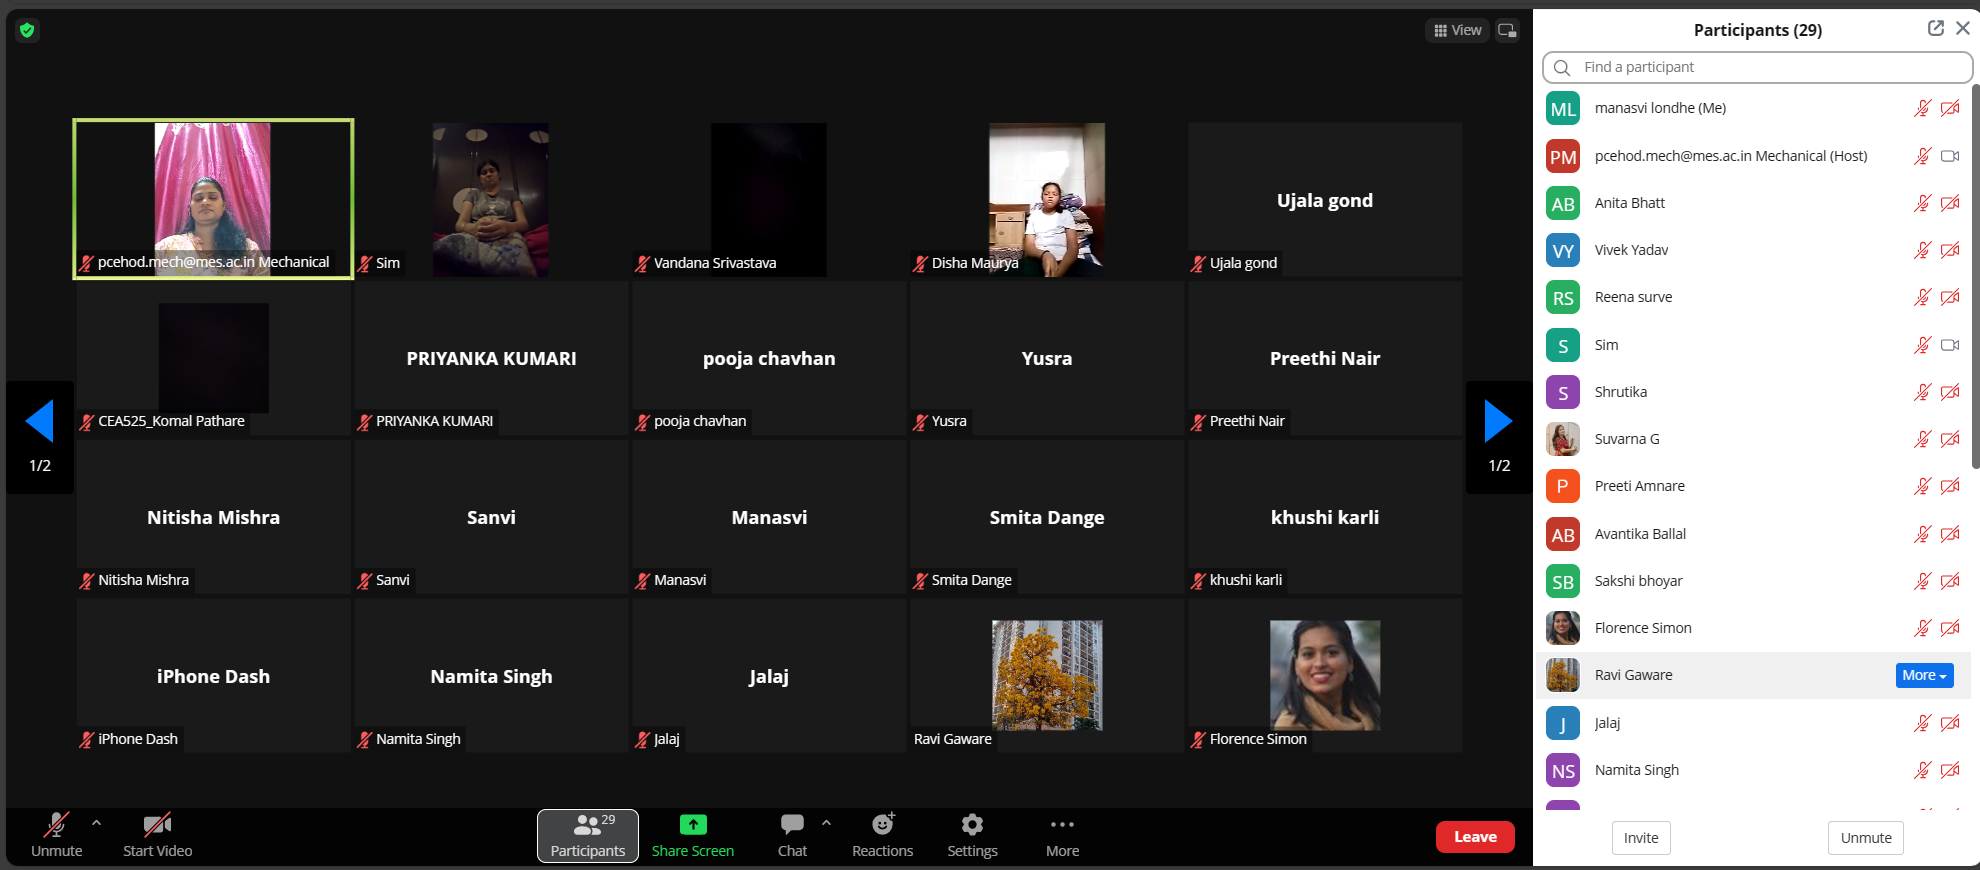 View
pcehod.mech@mes.ac.in Mechanical
Sim
Vandana Srivastava
Disha Maurya
Ujala gond
Ujala gond
CEA525_Komal Pathare
PRIYANKA KUMARI
PRIYANKA KUMARI
pooja chavhan
pooja chavhan
Yusra
Yusra
Preethi Nair
Preethi Nair
1/2
1/2
Nitisha Mishra
Nitisha Mishra
Sanvi
Sanvi
Manasvi
Manasvi
Smita Dange
Smita Dange
khushi karli
khushi karli
iPhone Dash
iPhone Dash
Namita Singh
Namita Singh
Jalaj
Jalaj
Ravi Gaware
Florence Simon
Unmute
Start Video
29
Participants
Share Screen
Chat
Reactions
Settings
More
Leave
Participants (29)
Find a participant
ML manasvi londhe (Me)
PM pcehod.mech@mes.ac.in Mechanical (Host)
AB Anita Bhatt
VY Vivek Yadav
RS Reena surve
S Sim
S Shrutika
Suvarna G
P Preeti Amnare
AB Avantika Ballal
SB Sakshi bhoyar
Florence Simon
Ravi Gaware More
J Jalaj
NS Namita Singh
Invite Unmute